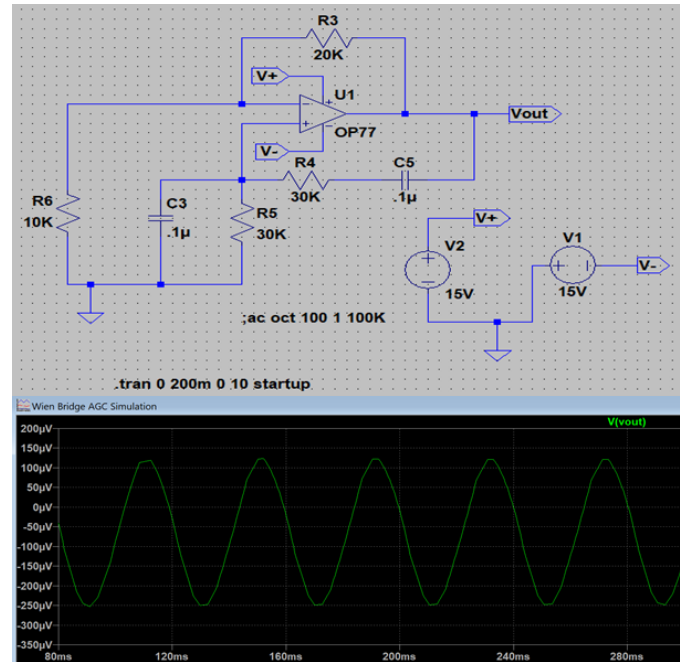 R3
20K
V+
U1
OP77
Vout
V-
R4
30K
C5
.1µ
R6
10K
C3
.1µ
R5
30K
V+
V2
15V
V1
15V
V-
;ac oct 100 1 100K
.tran 0 200m 0 10 startup
Wien Bridge AGC Simulation
V(vout)
200µV
150µV
100µV
50µV
0µV
-50µV
-100µV
-150µV
-200µV
-250µV
-300µV
-350µV
80ms 120ms 160ms 200ms 240ms 280ms